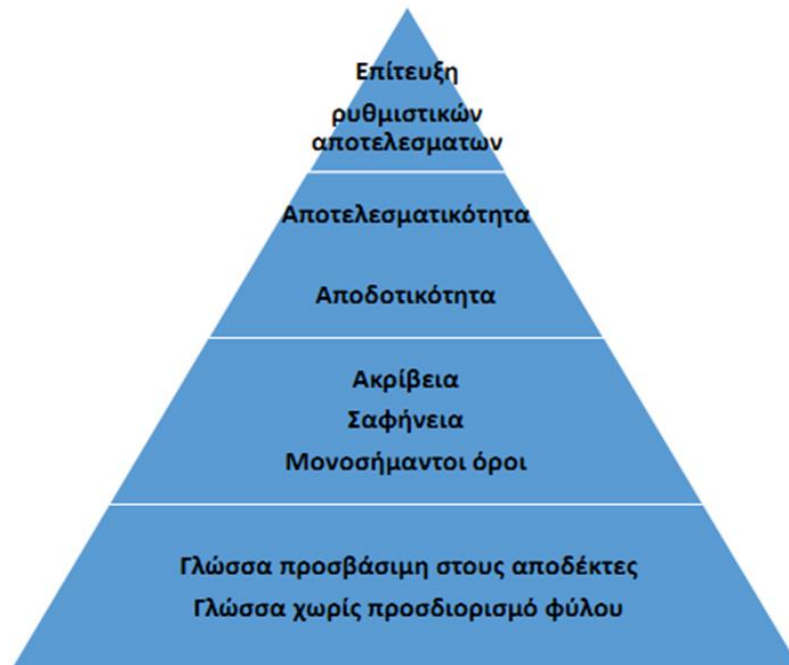 Επίτευξη
ρυθμιστικών
αποτελεσματων
Αποτελεσματικότητα
Αποδοτικότητα
Ακρίβεια
Σαφήνεια
Μονοσήμαντοι όροι
Γλώσσα προσβάσιμη στους αποδέκτες
Γλώσσα χωρίς προσδιορισμό φύλου